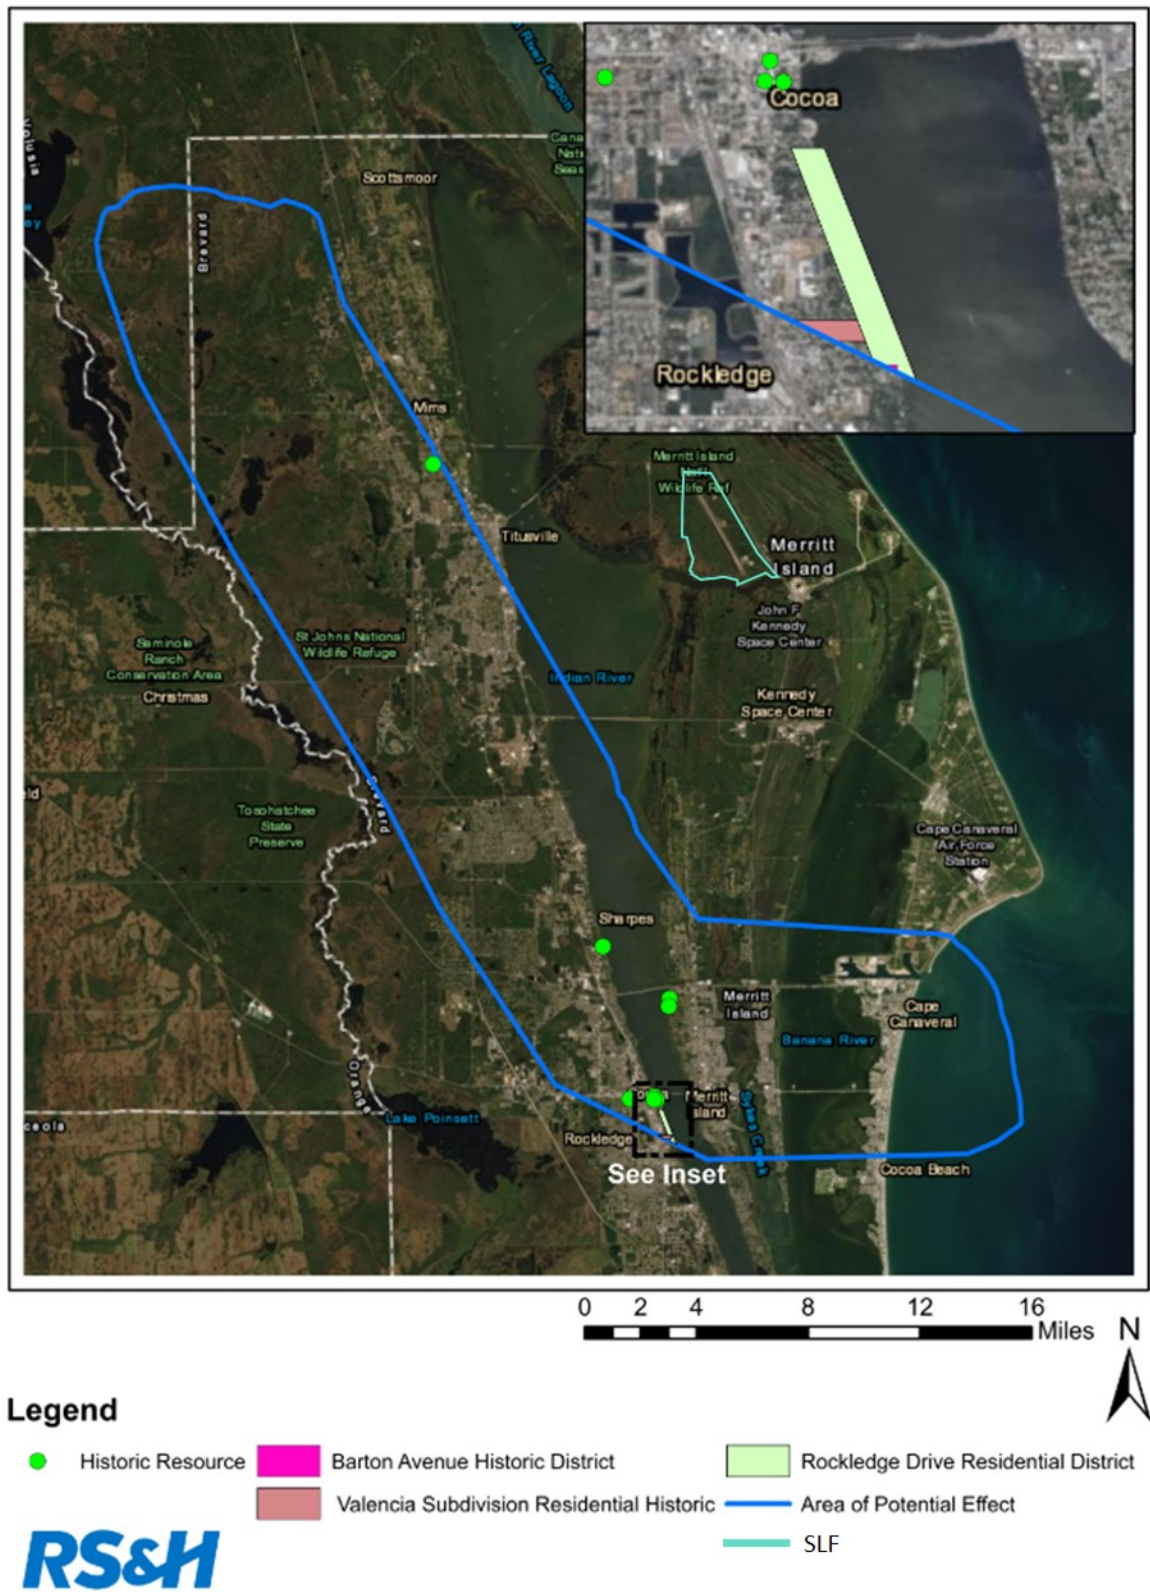 River Lagoon
Volusia
Cocoa
Rockledge
Scottsmoor
Brevard
Mims
Merritt Island
Nat'l
Wildlife Ref
Titusville
Merritt
Island
John F
Kennedy
Space Center
St Johns National
Wildlife Refuge
Seminole
Ranch
Conservation Area
Christmas
Indian River
Kennedy
Space Center
Brevard
Tosohatchee
State
Preserve
Cape Canaveral
Air Force
Station
Sharpes
Merritt
Island
Cape
Canaveral
Banana River
Orange
Lake Poinsett
Merritt
Island
Sykes Creek
Rockledge
See Inset
Cocoa Beach
0 2 4 8 12 16
Miles
N
Legend
Historic Resource
Barton Avenue Historic District
Rockledge Drive Residential District
Valencia Subdivision Residential Historic
Area of Potential Effect
SLF
RS&H